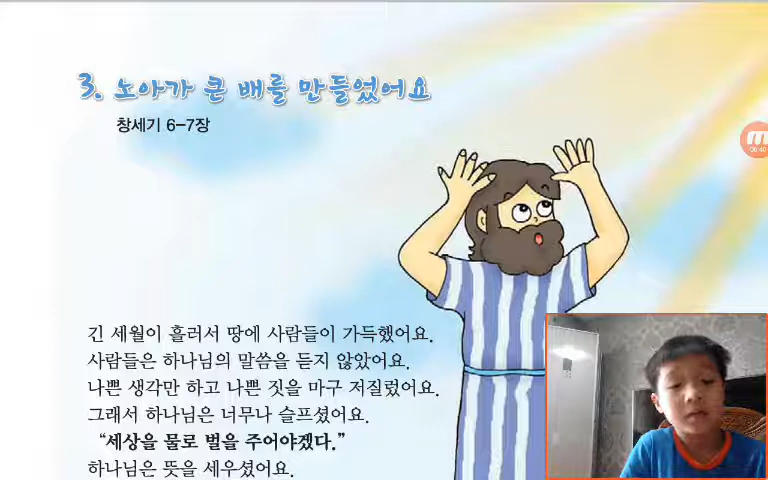 3. 노아가 큰 배를 만들었어요
창세기 6-7장
긴 세월이 흘러서 땅에 사람들이 가득했어요.
사람들은 하나님의 말씀을 듣지 않았어요.
나쁜 생각만 하고 나쁜 짓을 마구 저질렀어요.
그래서 하나님은 너무나 슬프셨어요.
“세상을 물로 벌을 주어야겠다.”
하나님은 뜻을 세우셨어요.